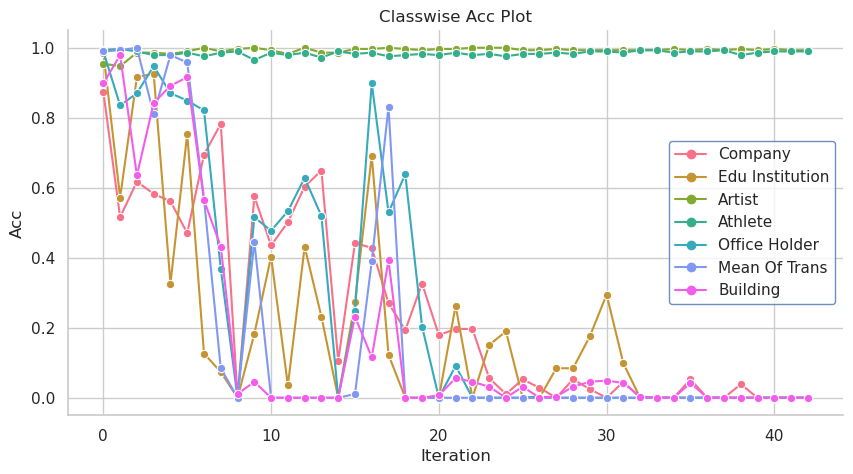 Classwise Acc Plot
1.0
0.8
0.6
0.4
0.2
0.0
Acc
0
10
20
30
40
Iteration
Company
Edu Institution
Artist
Athlete
Office Holder
Mean Of Trans
Building